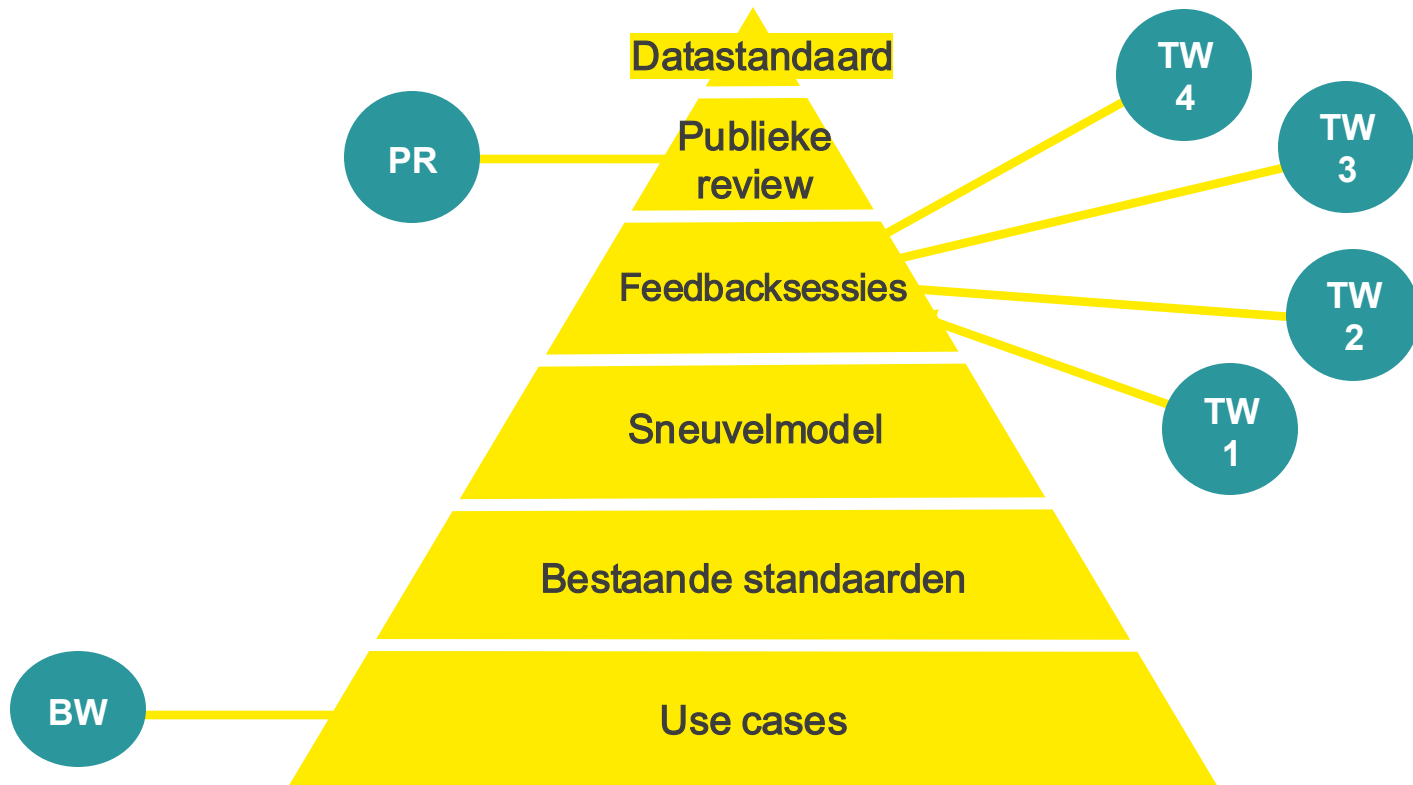 Datastandaard
Publieke
review
Feedbacksessies
Sneuvelmodel
Bestaande standaarden
Use cases
PR
BW
TW
4
TW
3
TW
2
TW
1